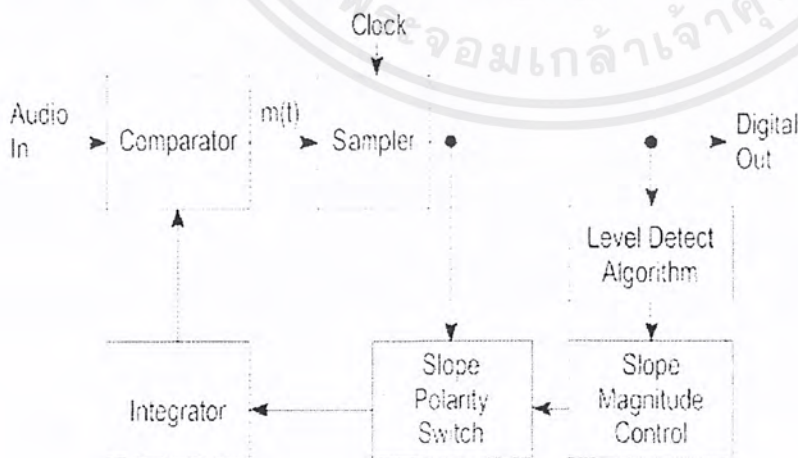 Clock
Audio
In
Comparator
m(t)
Sampler
Digital
Out
Level Detect
Algorithm
Integrator
Slope
Polarity
Switch
Slope
Magnitude
Control